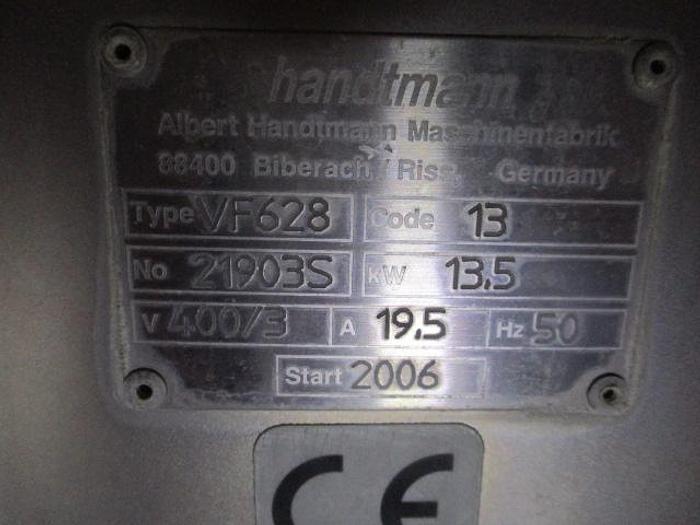 handtmann
Albert Handtmann Maschinenfabrik
88400 Biberach/Riss, Germany
Type VF628 Code 13
No 21903S kW 13.5
V 400/3 A 19.5 Hz 50
Start 2006
CE